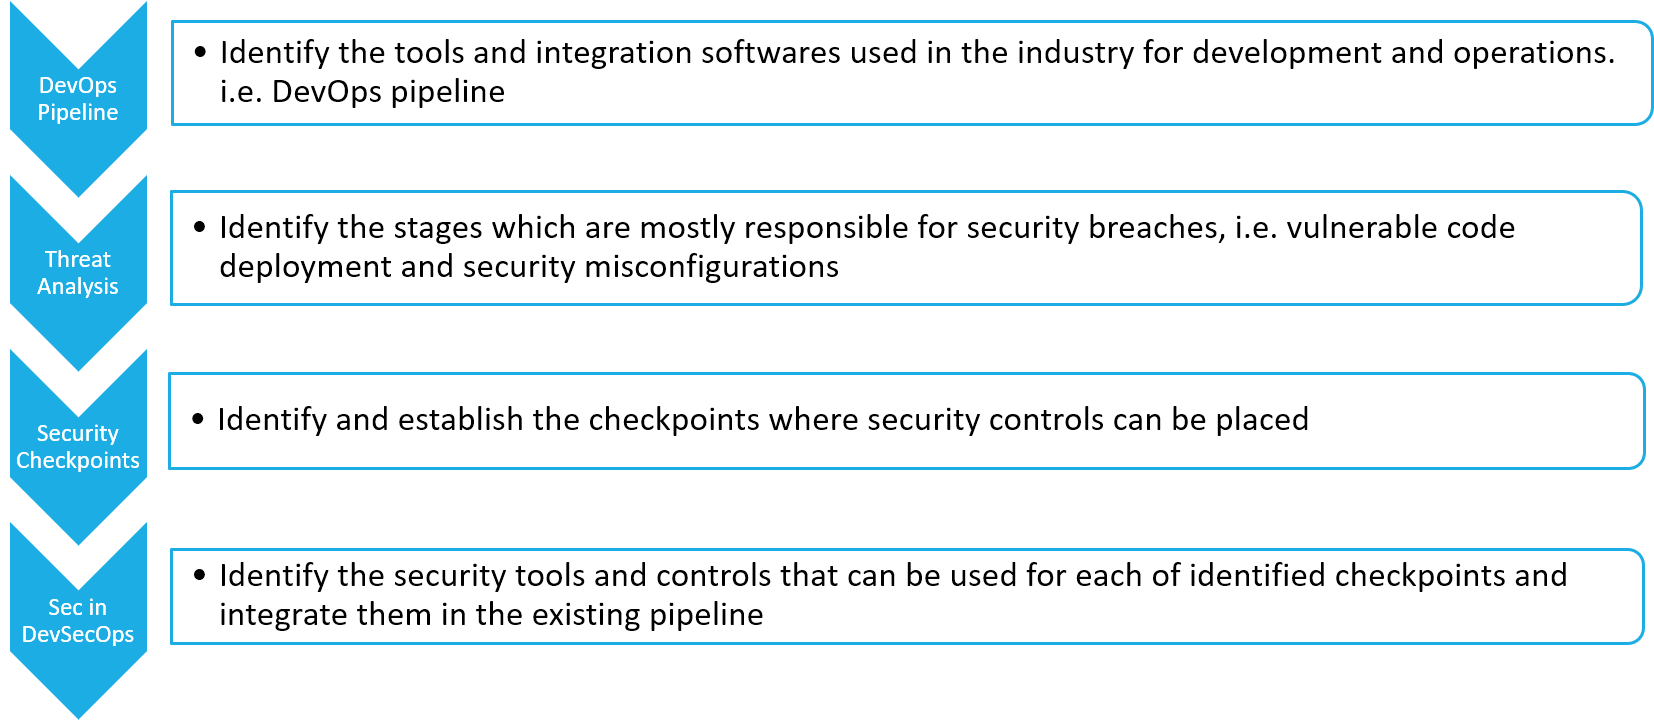 DevOps
Pipeline
• Identify the tools and integration softwares used in the industry for development and operations.
i.e. DevOps pipeline
Threat
Analysis
• Identify the stages which are mostly responsible for security breaches, i.e. vulnerable code
deployment and security misconfigurations
Security
Checkpoints
• Identify and establish the checkpoints where security controls can be placed
Sec in
DevSecOps
• Identify the security tools and controls that can be used for each of identified checkpoints and
integrate them in the existing pipeline